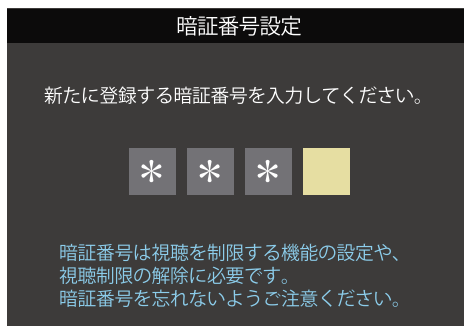 暗証番号設定
新たに登録する暗証番号を入力してください。
* * *
暗証番号は視聴を制限する機能の設定や、
視聴制限の解除に必要です。
暗証番号を忘れないようご注意ください。